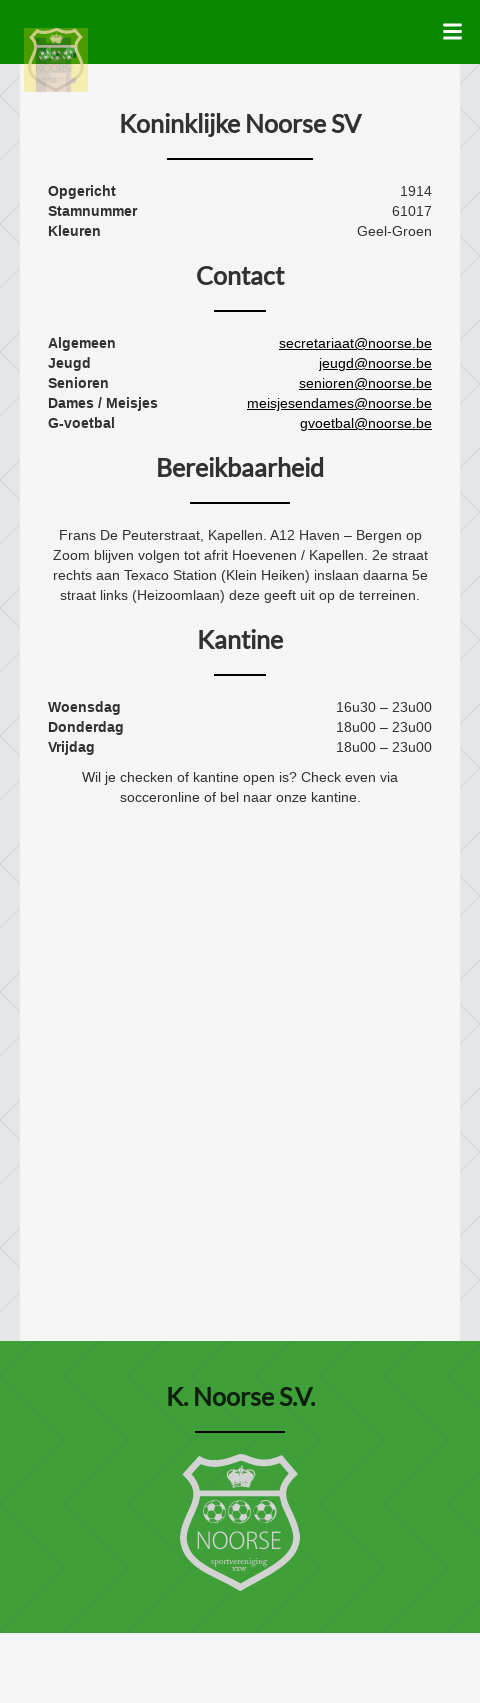 NOORSE
Koninklijke Noorse SV
Opgericht 1914
Stamnummer 61017
Kleuren Geel-Groen
Contact
Algemeen secretariaat@noorse.be
Jeugd jeugd@noorse.be
Senioren senioren@noorse.be
Dames / Meisjes meisjesendames@noorse.be
G-voetbal gvoetbal@noorse.be
Bereikbaarheid
Frans De Peuterstraat, Kapellen. A12 Haven – Bergen op
Zoom blijven volgen tot afrit Hoevenen / Kapellen. 2e straat
rechts aan Texaco Station (Klein Heiken) inslaan daarna 5e
straat links (Heizoomlaan) deze geeft uit op de terreinen.
Kantine
Woensdag 16u30 – 23u00
Donderdag 18u00 – 23u00
Vrijdag 18u00 – 23u00
Wil je checken of kantine open is? Check even via
socceronline of bel naar onze kantine.
K. Noorse S.V.
NOORSE
sportvereniging
vzw